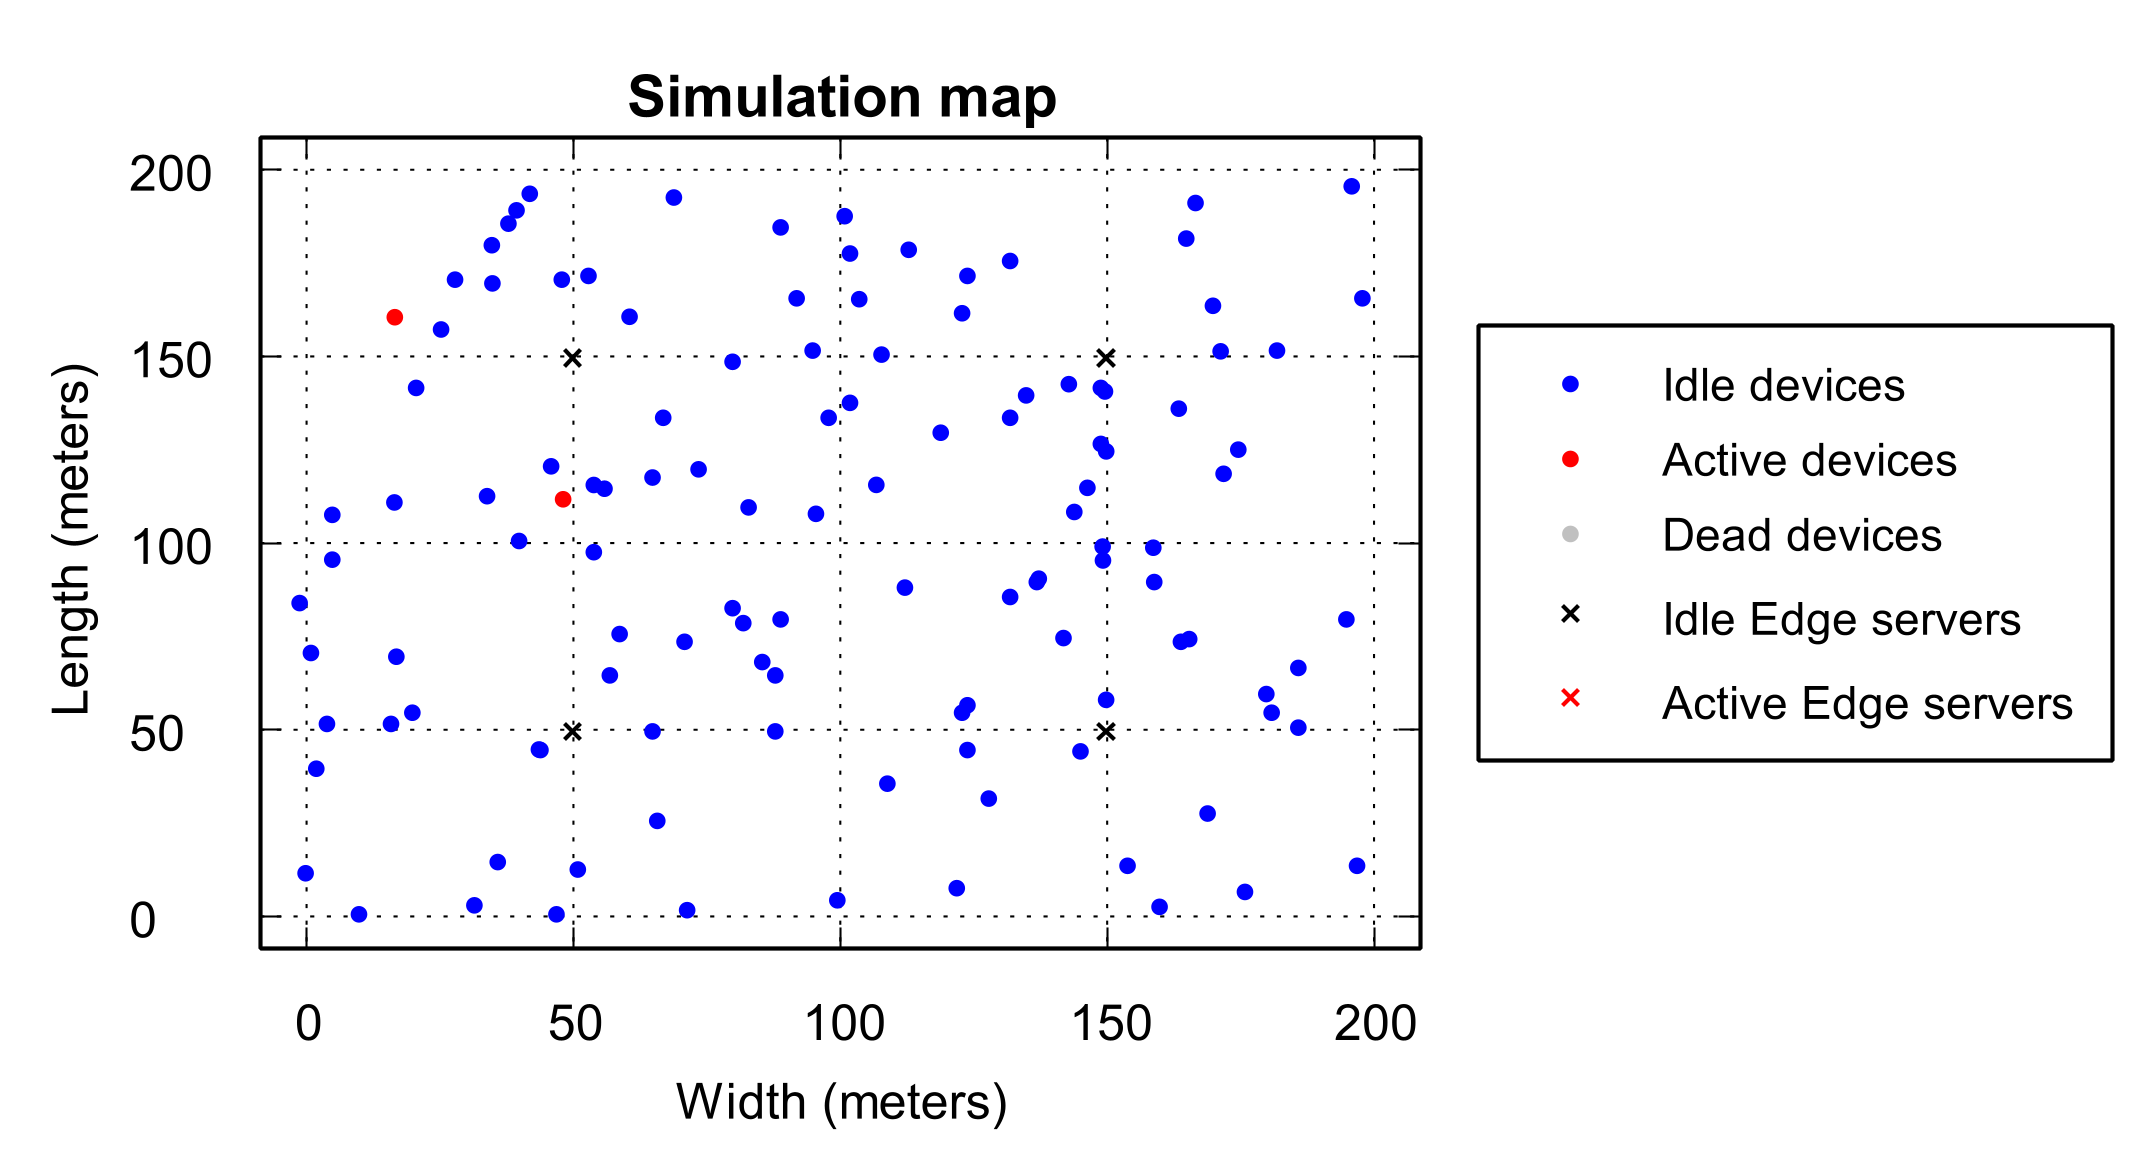 Simulation map
200
150
100
50
0
Length (meters)
0 50 100 150 200
Width (meters)
Idle devices
Active devices
Dead devices
Idle Edge servers
Active Edge servers